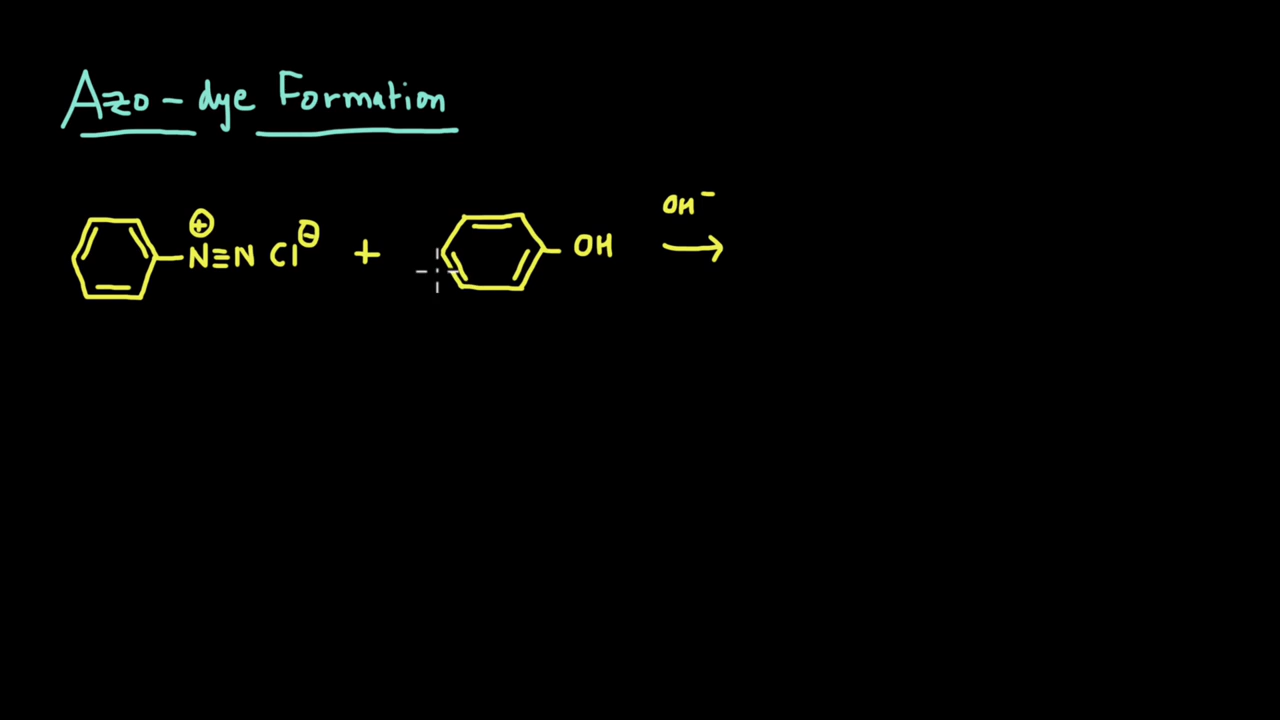 Azo-dye Formation
OH⁻
N≡N Cl + OH →